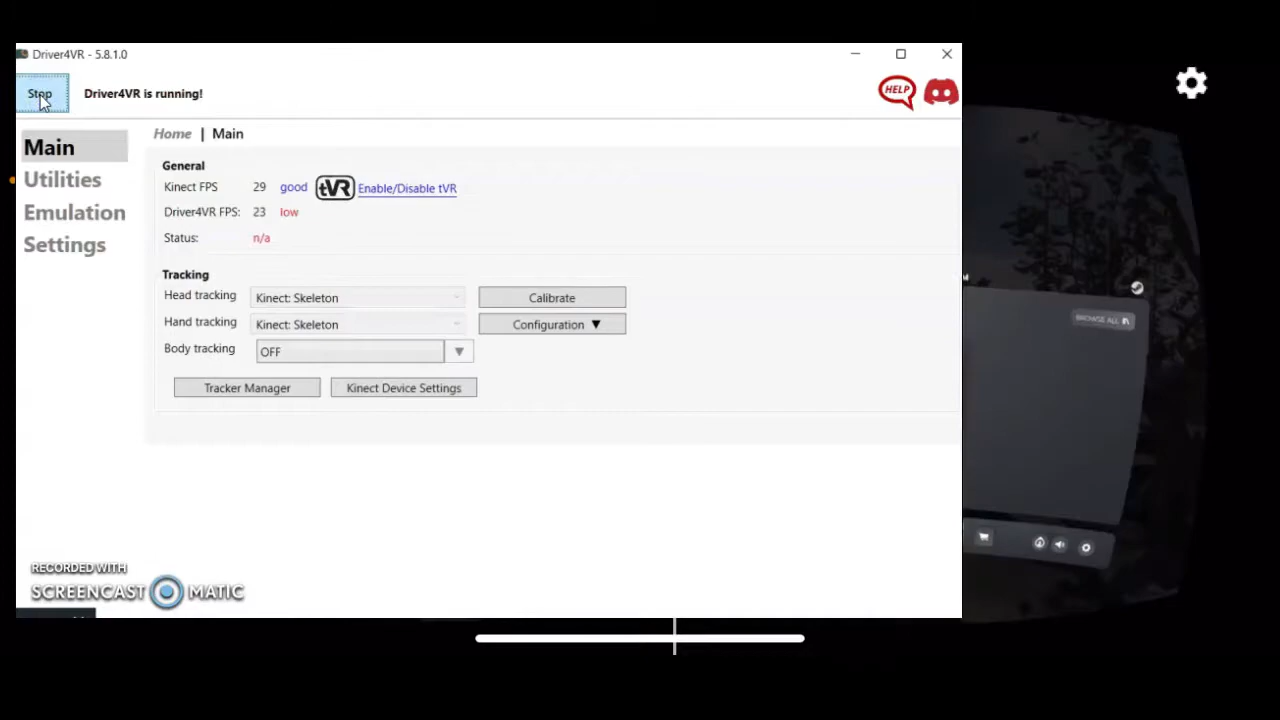 Driver4VR - 5.8.1.0
Stop
Driver4VR is running!
HELP
Main
Utilities
Emulation
Settings
Home | Main
General
Kinect FPS 29 good tVR Enable/Disable tVR
Driver4VR FPS: 23 low
Status: n/a
Tracking
Head tracking Kinect: Skeleton Calibrate
Hand tracking Kinect: Skeleton Configuration ▼
Body tracking OFF ▼
Tracker Manager Kinect Device Settings
BROWSE ALL
RECORDED WITH
SCREENCAST MATIC